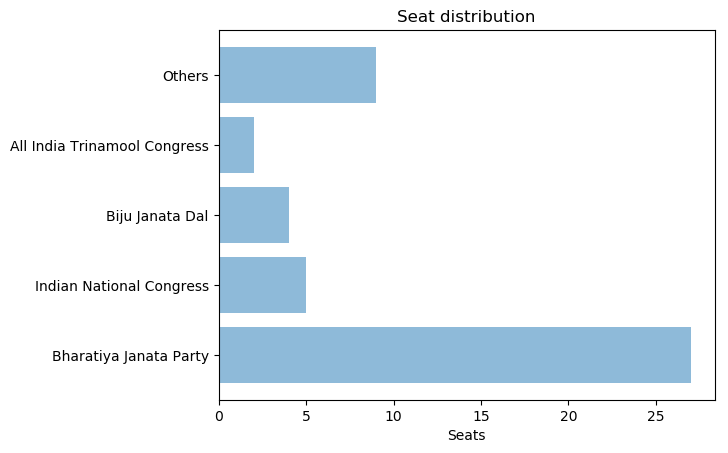 Seat distribution
Others
All India Trinamool Congress
Biju Janata Dal
Indian National Congress
Bharatiya Janata Party
0 5 10 15 20 25
Seats